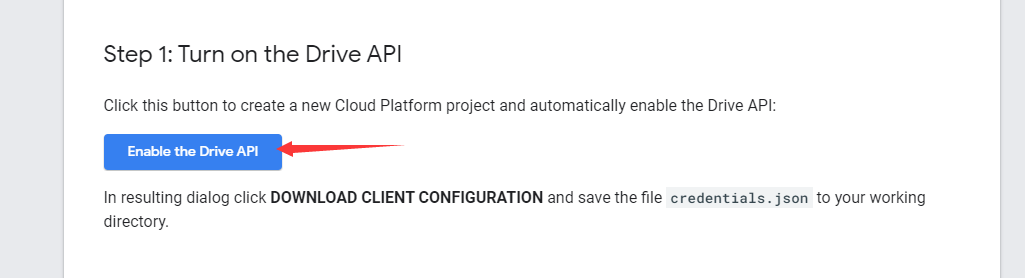 Step 1: Turn on the Drive API
Click this button to create a new Cloud Platform project and automatically enable the Drive API:
Enable the Drive API
In resulting dialog click DOWNLOAD CLIENT CONFIGURATION and save the file credentials.json to your working
directory.